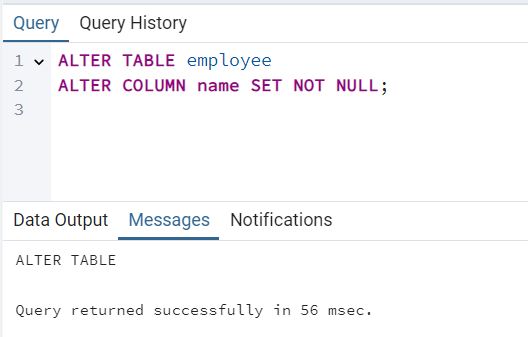 Query Query History
1 ALTER TABLE employee
2 ALTER COLUMN name SET NOT NULL;
3
Data Output Messages Notifications
ALTER TABLE
Query returned successfully in 56 msec.